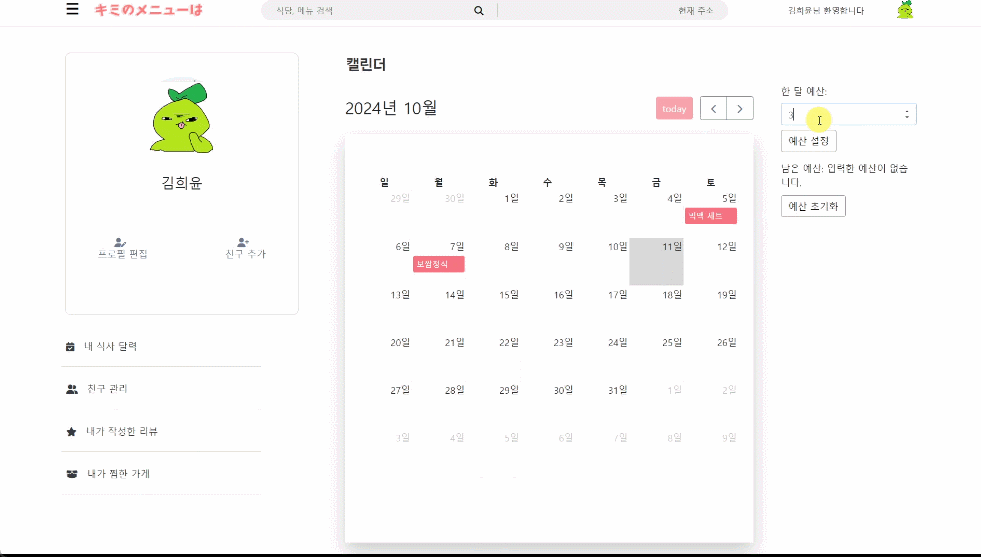 キミのメニューは
식당, 메뉴 검색
현재 주소
김희윤님 환영합니다
김희윤
프로필 편집
친구 추가
내 식사 달력
친구 관리
내가 작성한 리뷰
내가 찜한 가게
캘린더
2024년 10월
today
일 월 화 수 목 금 토
29일 30일 1일 2일 3일 4일 5일
빅맥 세트
6일 7일 8일 9일 10일 11일 12일
보쌈정식
13일 14일 15일 16일 17일 18일 19일
20일 21일 22일 23일 24일 25일 26일
27일 28일 29일 30일 31일 1일 2일
3일 4일 5일 6일 7일 8일 9일
한 달 예산:
3
예산 설정
남은 예산: 입력한 예산이 없습
니다.
예산 초기화